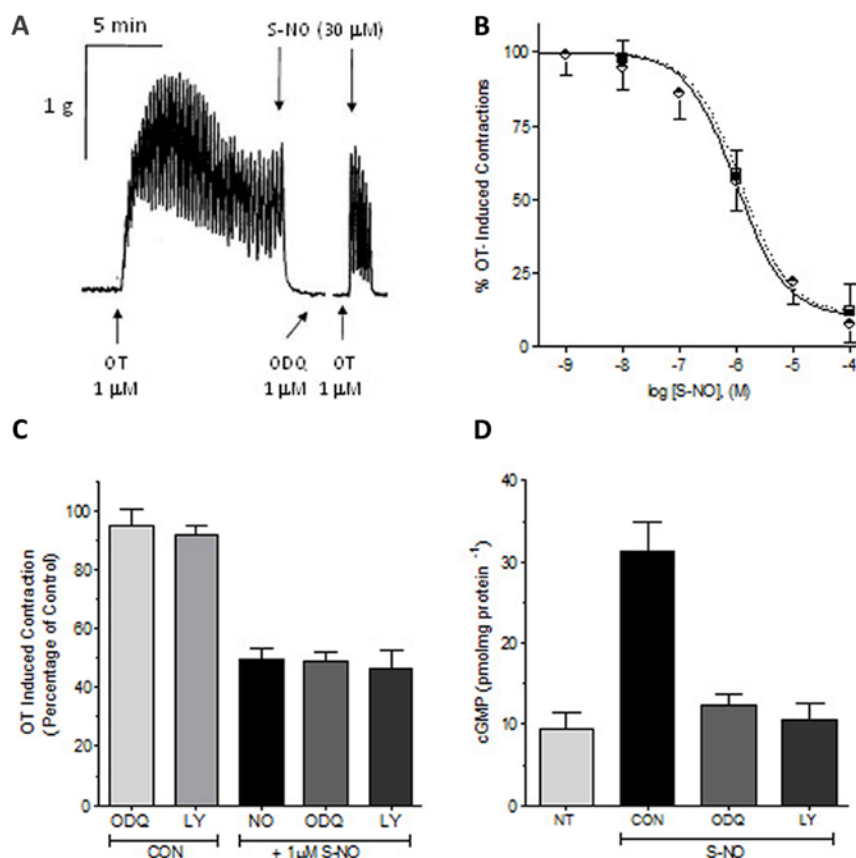 A
5 min
S-NO (30 µM)
1 g
OT
1 µM
ODQ
1 µM
OT
1 µM
B
% OT- Induced Contractions
100
75
50
25
0
-9 -8 -7 -6 -5 -4
log [S-NO], (M)
C
OT Induced Contraction
(Percentage of Control)
100
80
60
40
20
0
ODQ LY NO ODQ LY
CON + 1µM S-NO
D
cGMP (pmolmg protein ⁻¹)
40
30
20
10
0
NT CON ODQ LY
S-NO